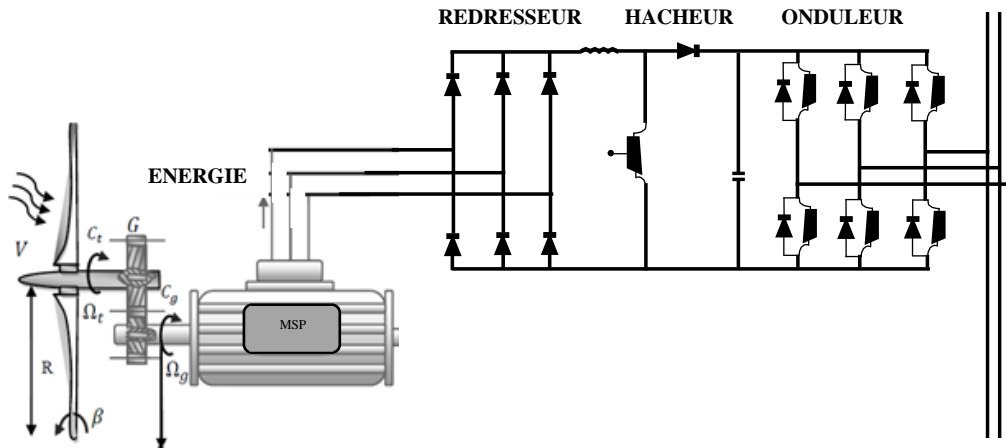 REDRESSEUR HACHEUR ONDULEUR
ENERGIE
V
C_t
G
C_g
Ω_t
MSP
R
Ω_g
β